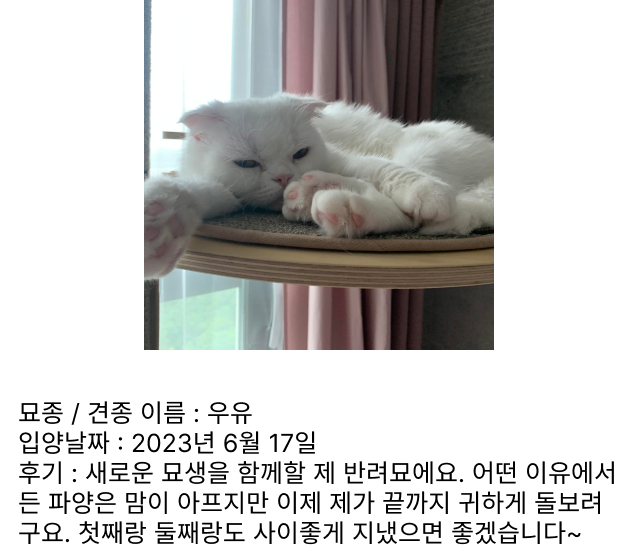 묘종 / 견종 이름 : 우유
입양날짜 : 2023년 6월 17일
후기 : 새로운 묘생을 함께할 제 반려묘에요. 어떤 이유에서
든 파양은 맘이 아프지만 이제 제가 끝까지 귀하게 돌보려
구요. 첫째랑 둘째랑도 사이좋게 지냈으면 좋겠습니다~